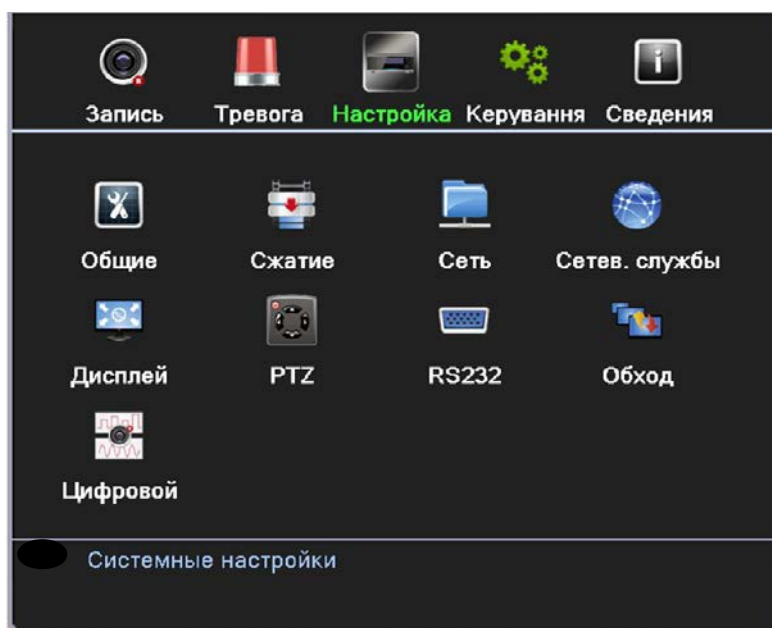 Запись Тревога Настройка Керування Сведения
Общие Сжатие Сеть Сетев. службы
Дисплей PTZ RS232 Обход
Цифровой
Системные настройки